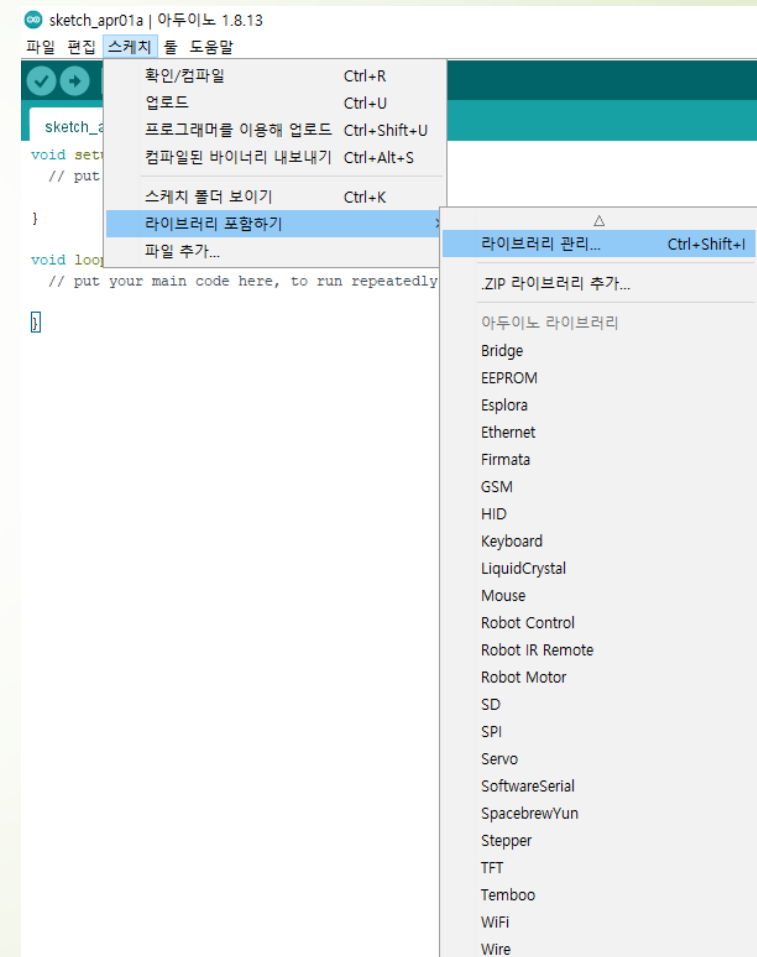 sketch_apr01a | 아두이노 1.8.13
파일 편집 스케치 툴 도움말
확인/컴파일 Ctrl+R
업로드 Ctrl+U
프로그래머를 이용해 업로드 Ctrl+Shift+U
컴파일된 바이너리 내보내기 Ctrl+Alt+S
스케치 폴더 보이기 Ctrl+K
라이브러리 포함하기
파일 추가...
sketch_a
void set
// put
}
void loop
// put your main code here, to run repeatedly
}
라이브러리 관리... Ctrl+Shift+I
.ZIP 라이브러리 추가...
아두이노 라이브러리
Bridge
EEPROM
Esplora
Ethernet
Firmata
GSM
HID
Keyboard
LiquidCrystal
Mouse
Robot Control
Robot IR Remote
Robot Motor
SD
SPI
Servo
SoftwareSerial
SpacebrewYun
Stepper
TFT
Temboo
WiFi
Wire